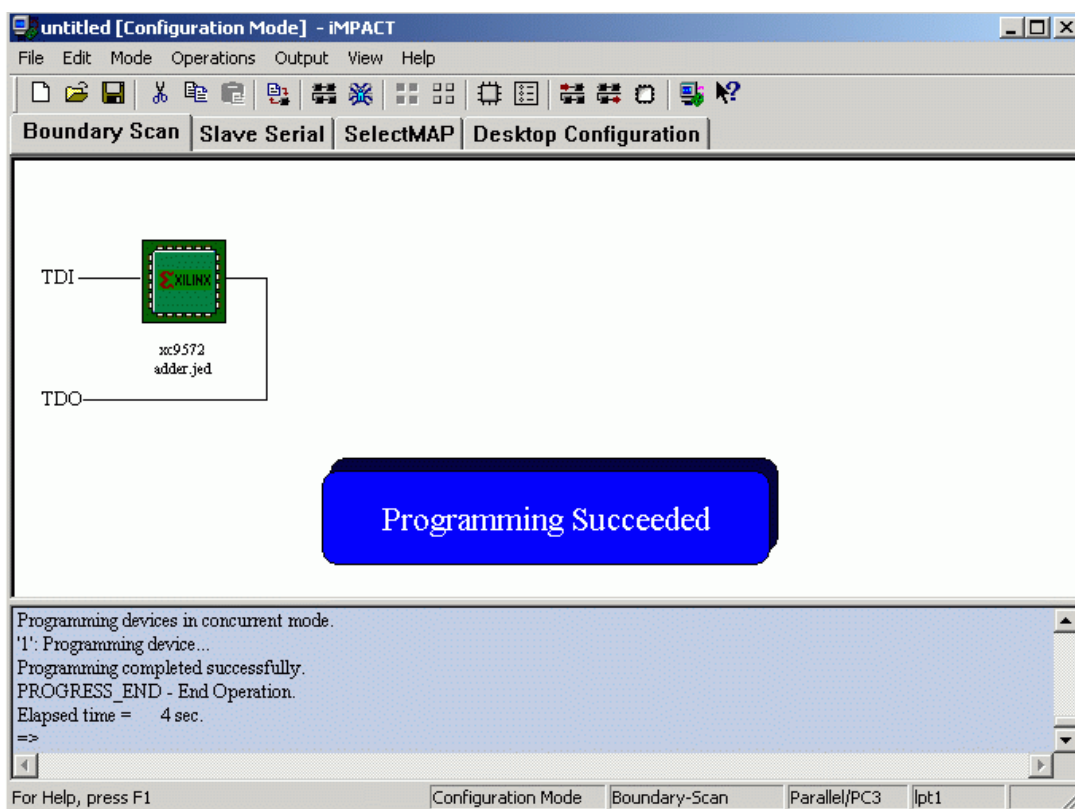 untitled [Configuration Mode] - iMPACT
File Edit Mode Operations Output View Help
Boundary Scan Slave Serial SelectMAP Desktop Configuration
TDI
XILINX
xc9572
adder.jed
TDO
Programming Succeeded
Programming devices in concurrent mode.
'1': Programming device...
Programming completed successfully.
PROGRESS_END - End Operation.
Elapsed time = 4 sec.
=>
For Help, press F1 Configuration Mode Boundary-Scan Parallel/PC3 lpt1